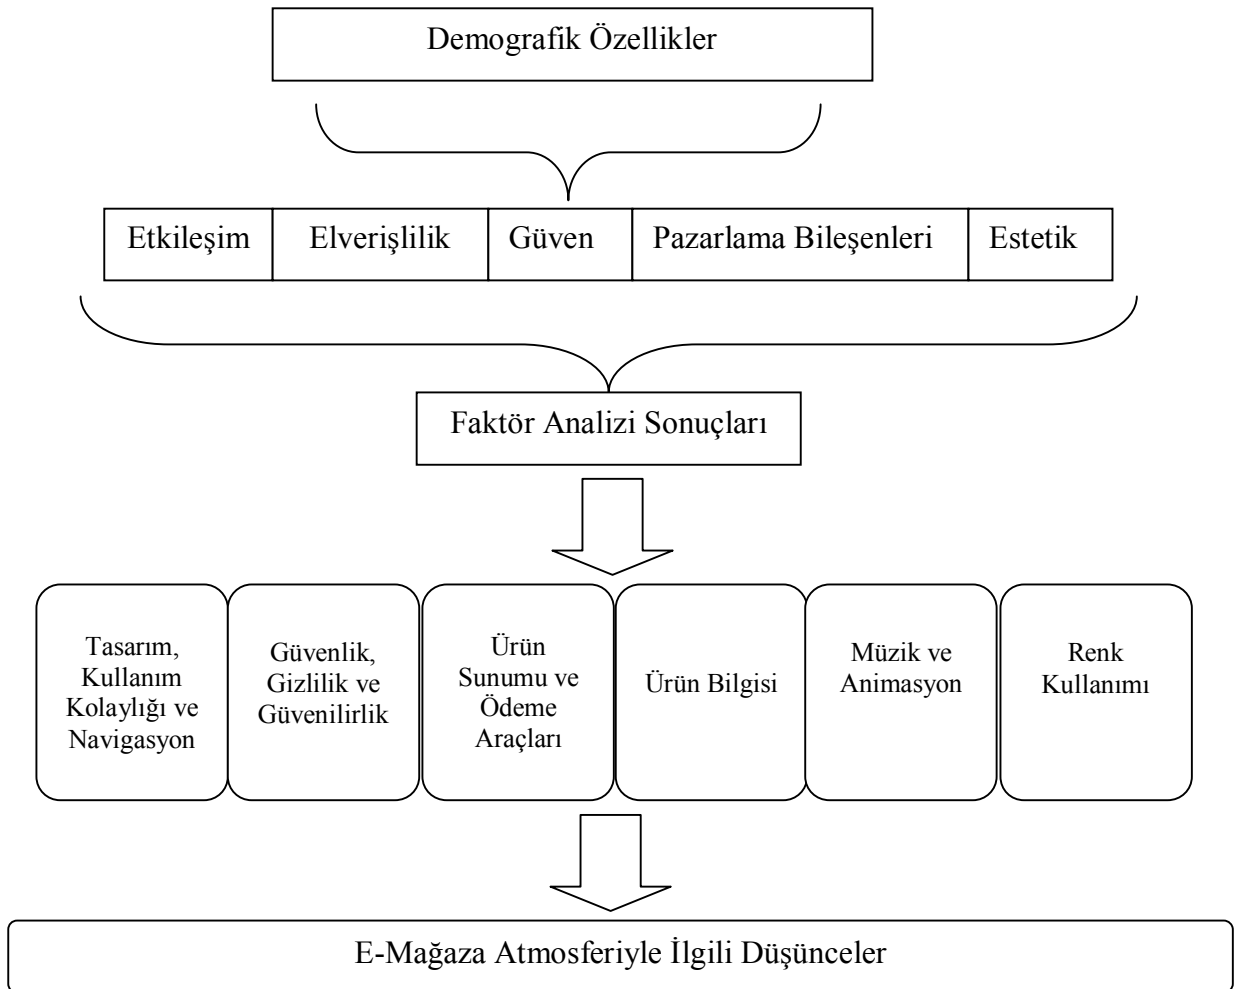 Demografik Özellikler
Etkileşim
Elverişlilik
Güven
Pazarlama Bileşenleri
Estetik
Faktör Analizi Sonuçları
Tasarım,
Kullanım
Kolaylığı ve
Navigasyon
Güvenlik,
Gizlilik ve
Güvenilirlik
Ürün
Sunumu ve
Ödeme
Araçları
Ürün Bilgisi
Müzik ve
Animasyon
Renk
Kullanımı
E-Mağaza Atmosferiyle İlgili Düşünceler